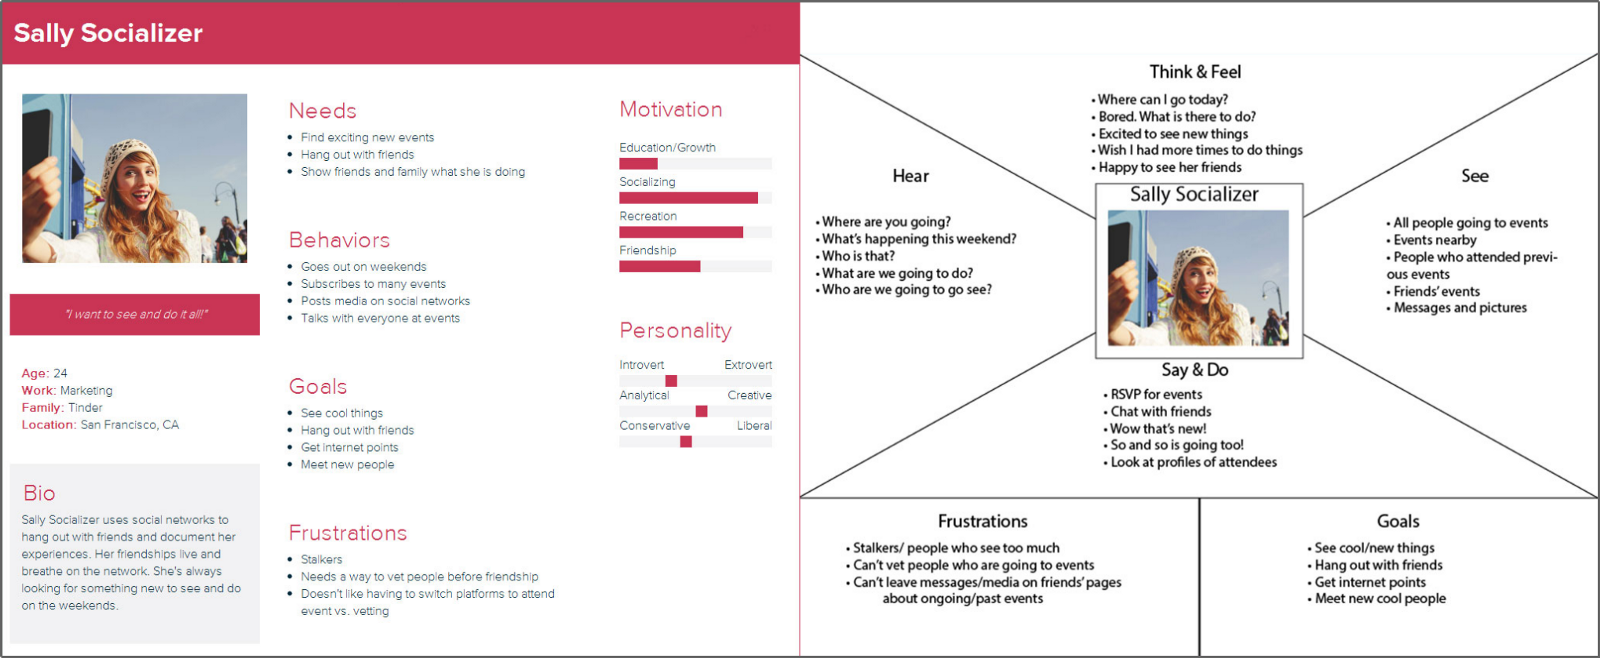 Sally Socializer
"I want to see and do it all!"
Age: 24
Work: Marketing
Family: Tinder
Location: San Francisco, CA
Bio
Sally Socializer uses social networks to
hang out with friends and document her
experiences. Her friendships live and
breathe on the network. She's always
looking for something new to see and do
on the weekends.
Needs
• Find exciting new events
• Hang out with friends
• Show friends and family what she is doing
Behaviors
• Goes out on weekends
• Subscribes to many events
• Posts media on social networks
• Talks with everyone at events
Goals
• See cool things
• Hang out with friends
• Get internet points
• Meet new people
Frustrations
• Stalkers
• Needs a way to vet people before friendship
• Doesn't like having to switch platforms to attend
event vs. vetting
Motivation
Education/Growth
Socializing
Recreation
Friendship
Personality
Introvert Extrovert
Analytical Creative
Conservative Liberal
Think & Feel
• Where can I go today?
• Bored. What is there to do?
• Excited to see new things
• Wish I had more times to do things
• Happy to see her friends
Hear
• Where are you going?
• What's happening this weekend?
• Who is that?
• What are we going to do?
• Who are we going to go see?
Sally Socializer
See
• All people going to events
• Events nearby
• People who attended previ-
ous events
• Friends' events
• Messages and pictures
Say & Do
• RSVP for events
• Chat with friends
• Wow that's new!
• So and so is going too!
• Look at profiles of attendees
Frustrations
• Stalkers/ people who see too much
• Can't vet people who are going to events
• Can't leave messages/media on friends' pages
about ongoing/past events
Goals
• See cool/new things
• Hang out with friends
• Get internet points
• Meet new cool people